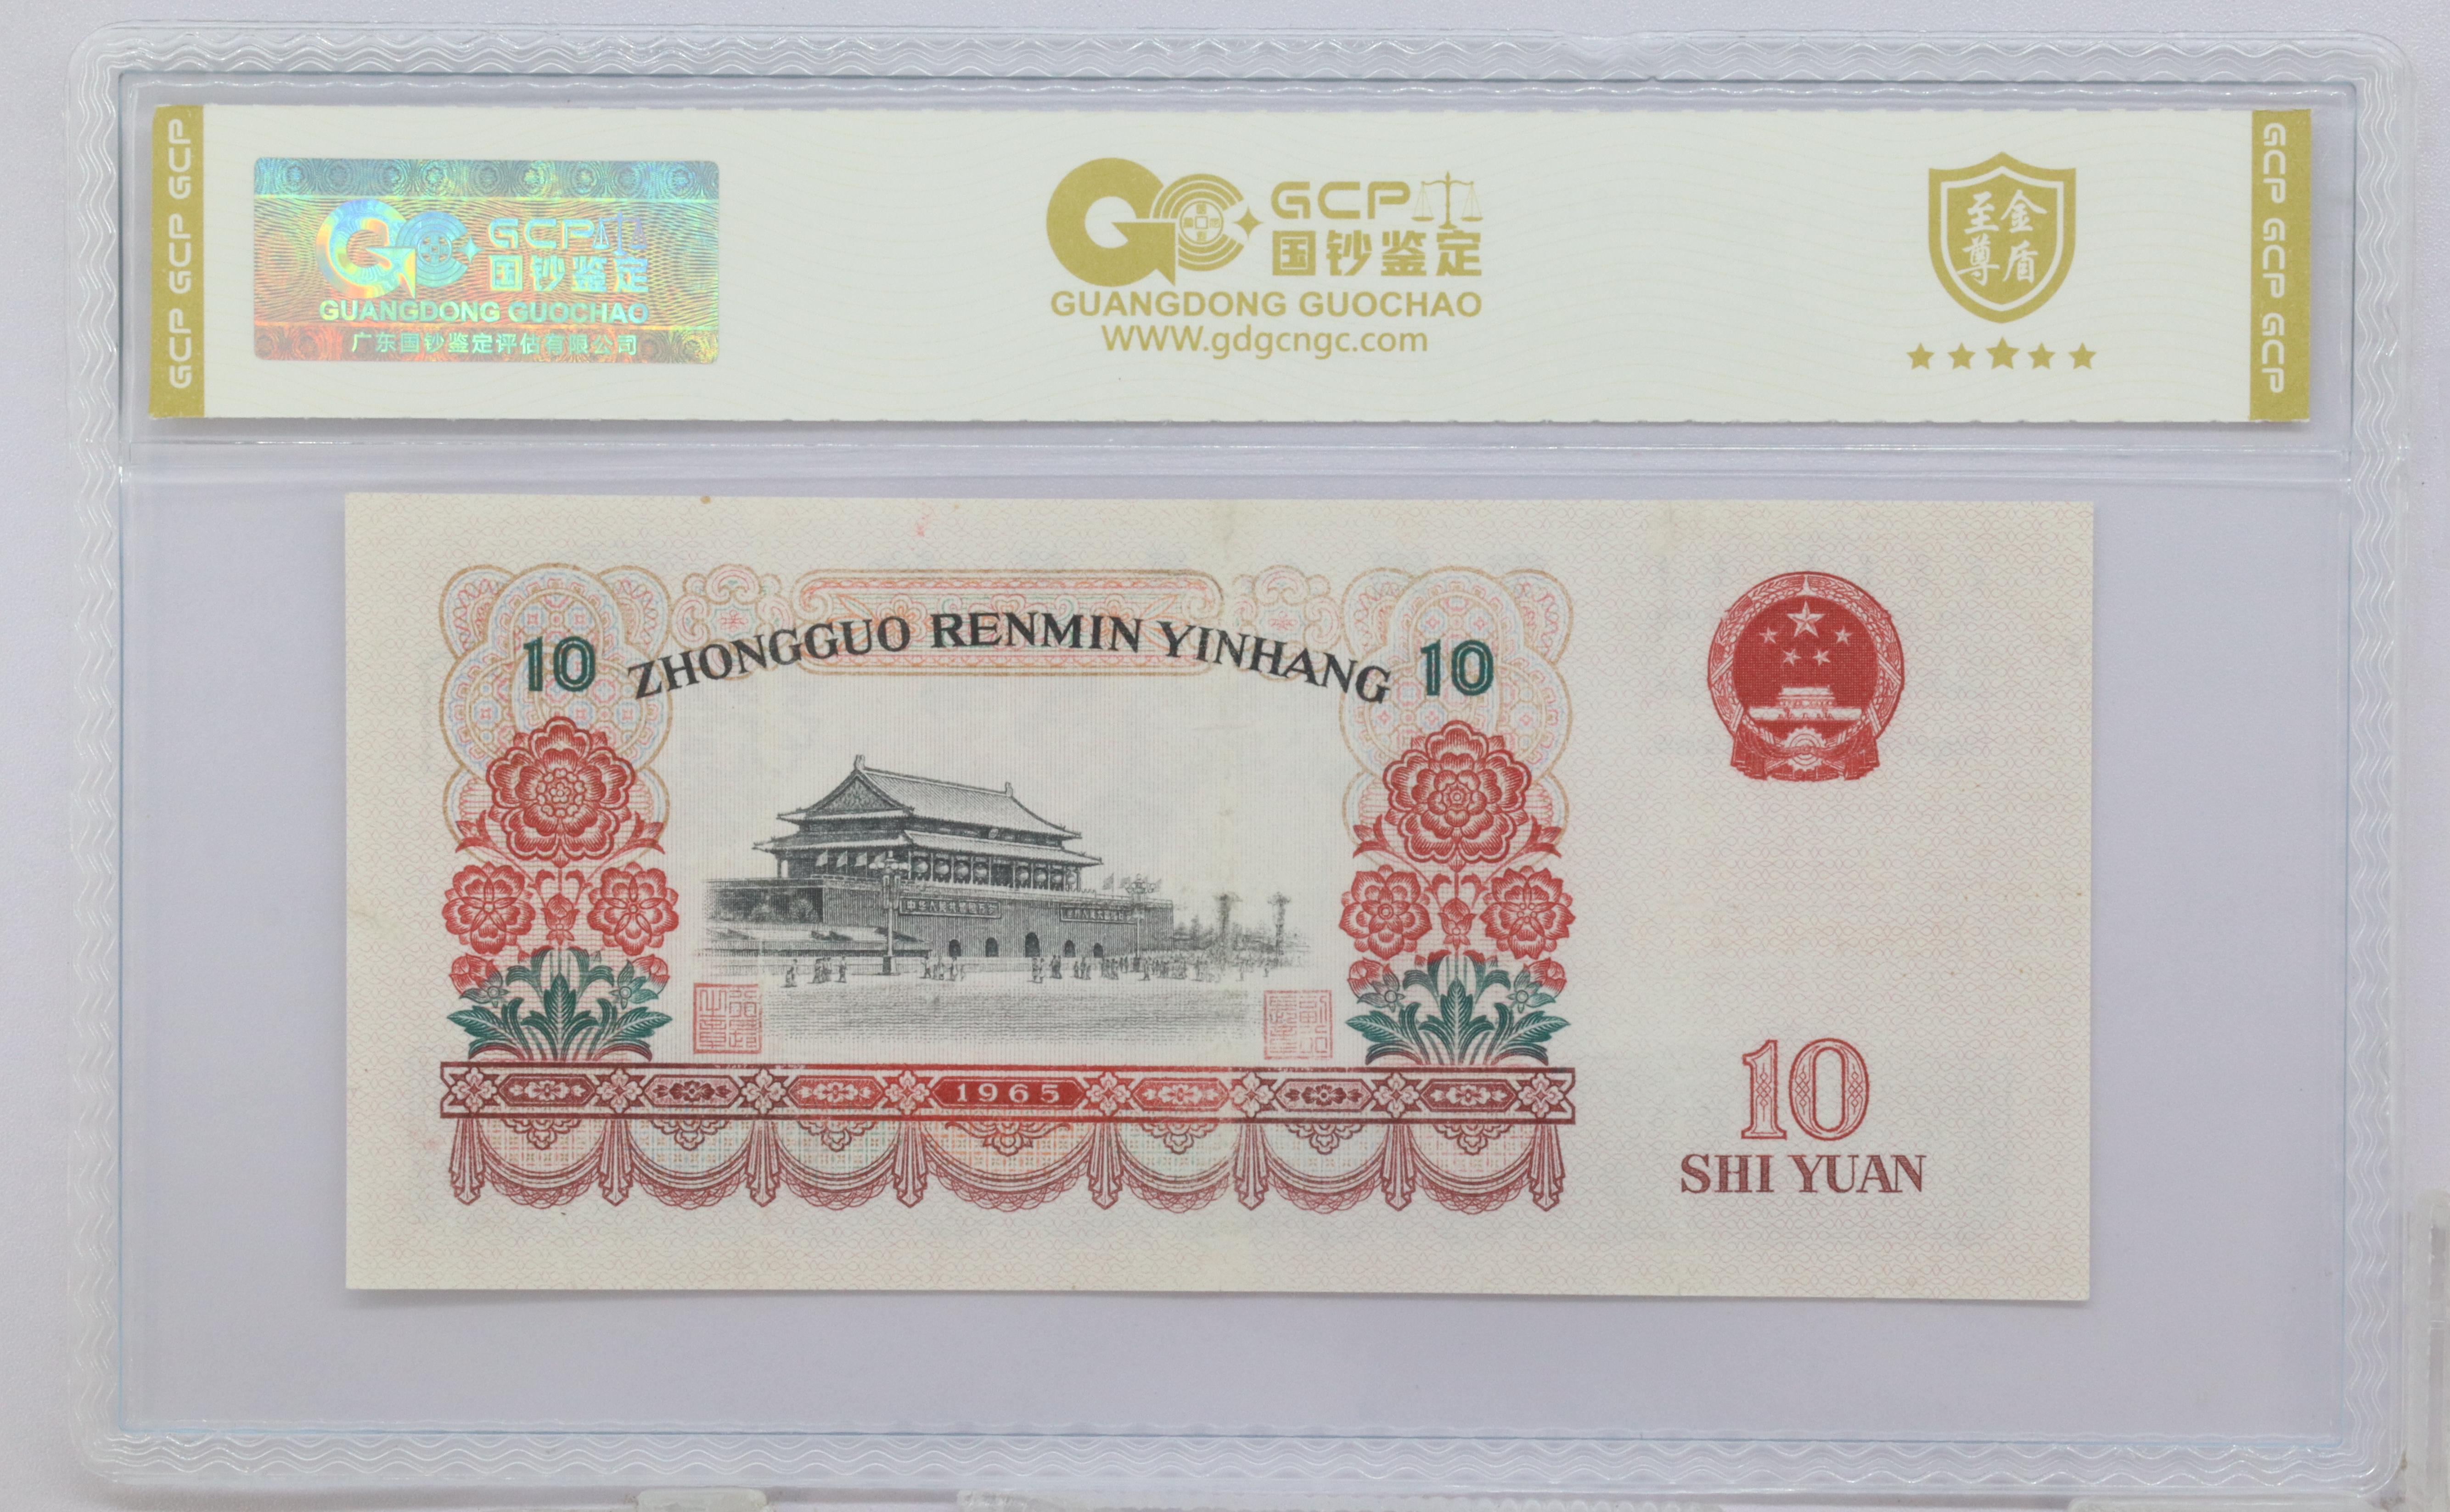 GCP GCP GCP
GCP
国钞鉴定
GUANGDONG GUOCHAO
广东国钞鉴定评估有限公司
GCP
国钞鉴定
GUANGDONG GUOCHAO
WWW.gdgcngc.com
至尊金盾
GCP GCP GCP
10 ZHONGGUO RENMIN YINHANG 10
1965
10
SHI YUAN